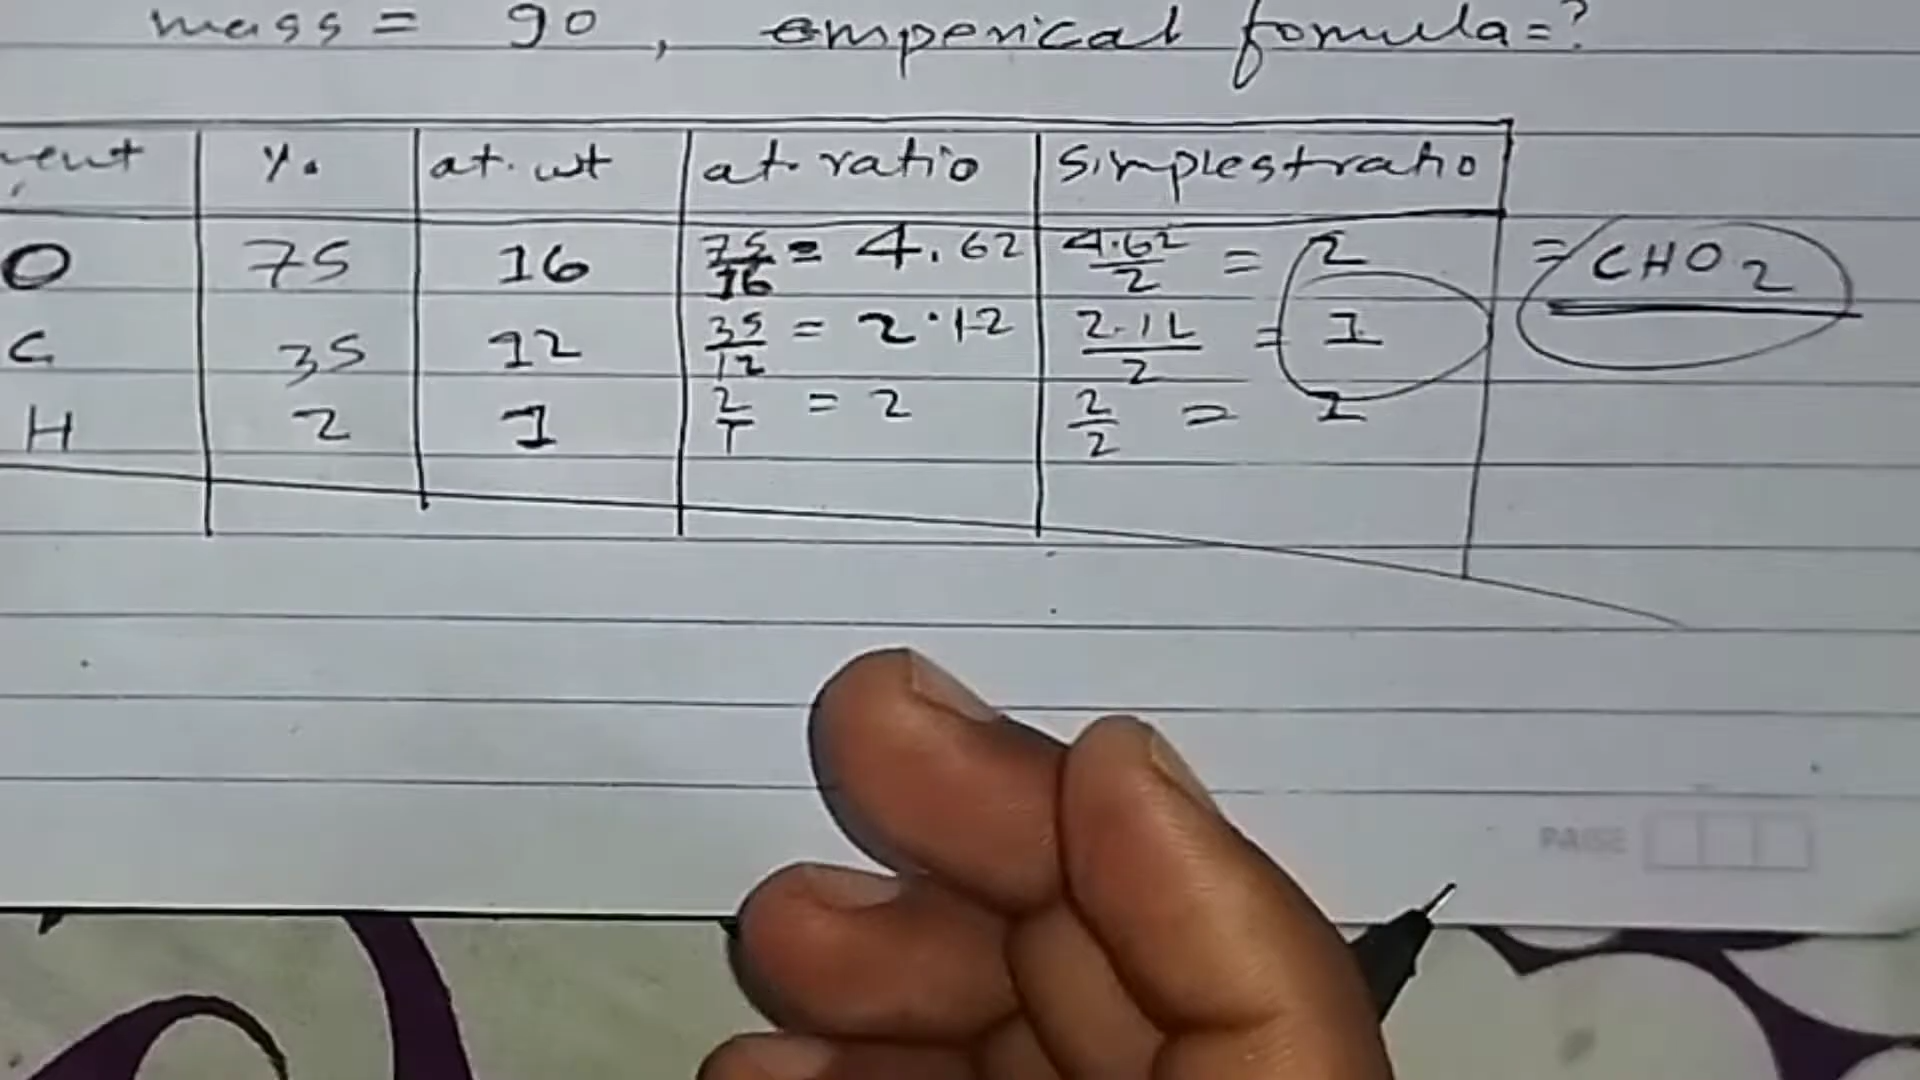 mass = 90, emperical formula = ?
% at. wt at. ratio Simplest ratio
O 75 16 75/16 = 4.62 4.62/2 = 2 = CHO2
C 35 12 35/12 = 2.12 2.12/2 = 1
H 2 1 2/1 = 2 2/2 = 1
PAGE